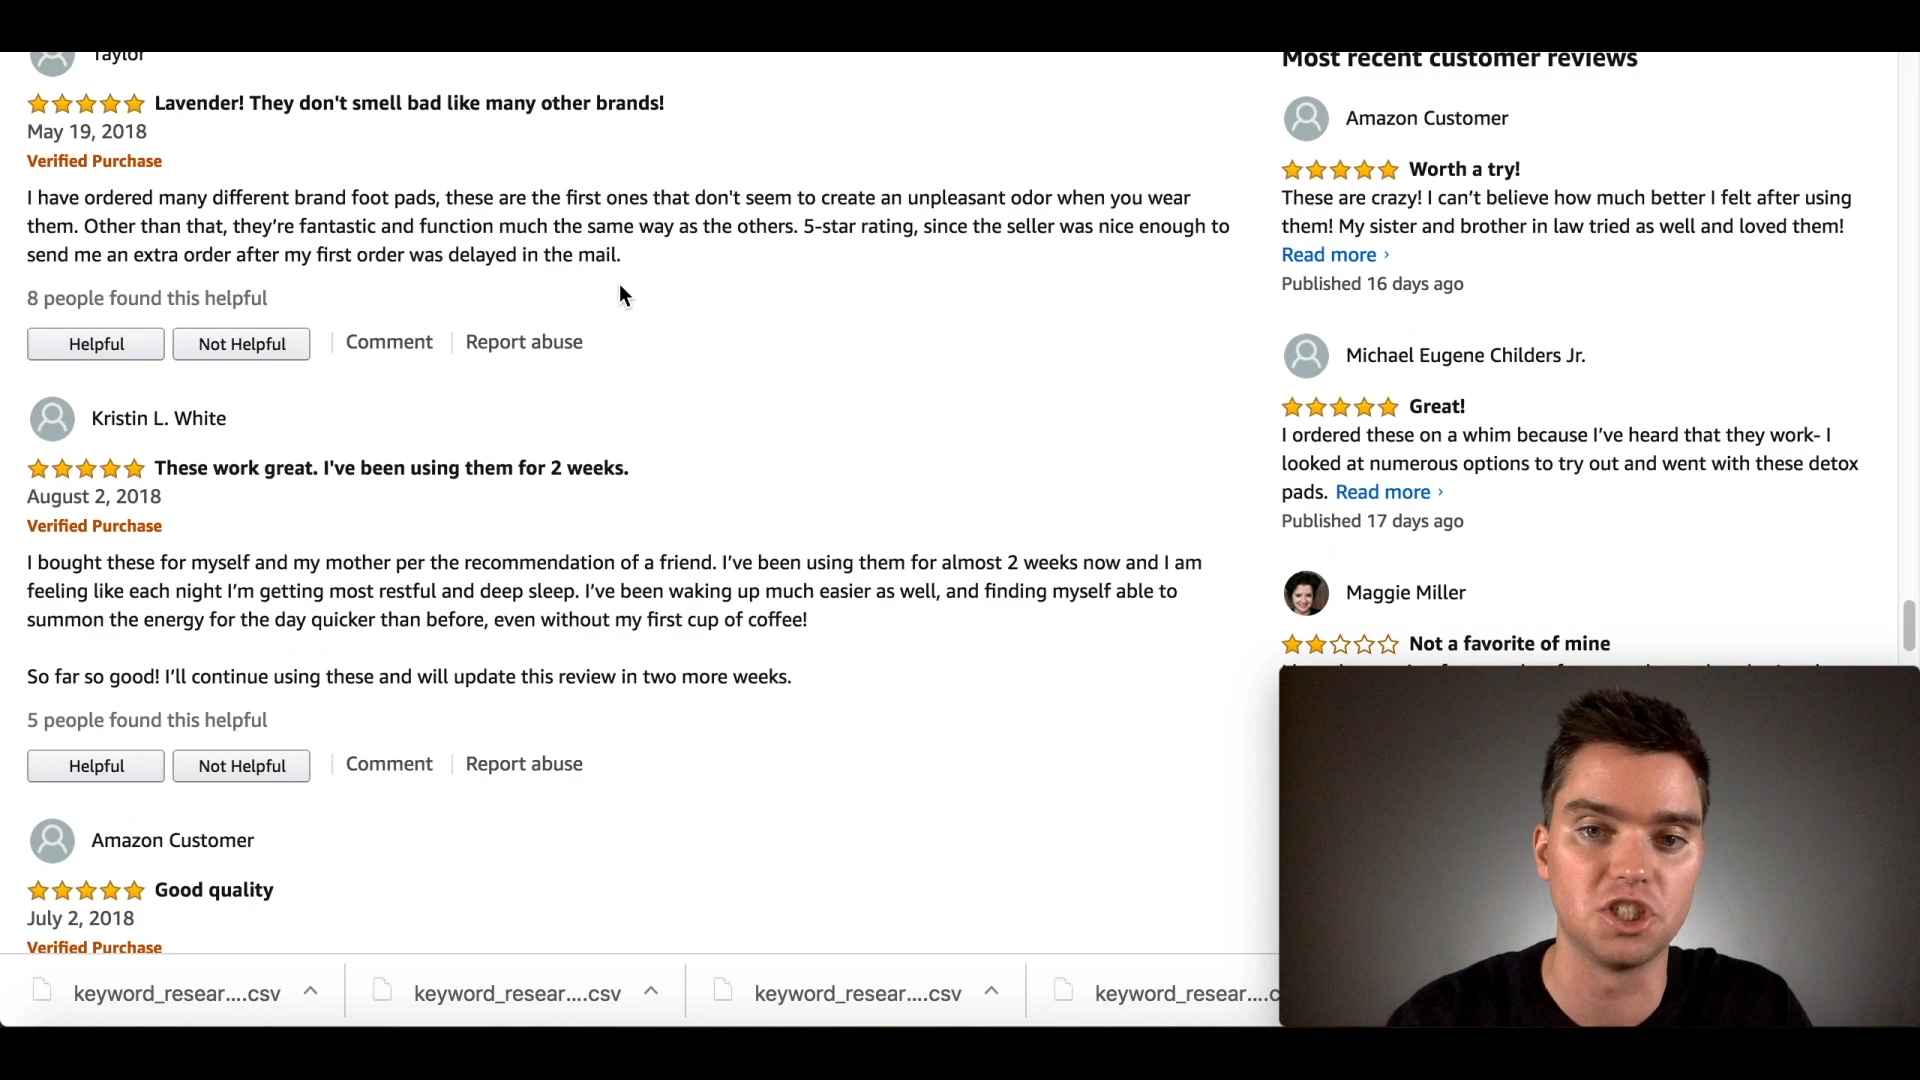 Taylor
Lavender! They don't smell bad like many other brands!
May 19, 2018
Verified Purchase
I have ordered many different brand foot pads, these are the first ones that don't seem to create an unpleasant odor when you wear
them. Other than that, they're fantastic and function much the same way as the others. 5-star rating, since the seller was nice enough to
send me an extra order after my first order was delayed in the mail.
8 people found this helpful
Helpful
Not Helpful
Comment
Report abuse
Kristin L. White
These work great. I've been using them for 2 weeks.
August 2, 2018
Verified Purchase
I bought these for myself and my mother per the recommendation of a friend. I've been using them for almost 2 weeks now and I am
feeling like each night I'm getting most restful and deep sleep. I've been waking up much easier as well, and finding myself able to
summon the energy for the day quicker than before, even without my first cup of coffee!
So far so good! I'll continue using these and will update this review in two more weeks.
5 people found this helpful
Helpful
Not Helpful
Comment
Report abuse
Amazon Customer
Good quality
July 2, 2018
Verified Purchase
Most recent customer reviews
Amazon Customer
Worth a try!
These are crazy! I can't believe how much better I felt after using
them! My sister and brother in law tried as well and loved them!
Read more ›
Published 16 days ago
Michael Eugene Childers Jr.
Great!
I ordered these on a whim because I've heard that they work- I
looked at numerous options to try out and went with these detox
pads. Read more ›
Published 17 days ago
Maggie Miller
Not a favorite of mine
keyword_resear....csv
keyword_resear....csv
keyword_resear....csv
keyword_resear....c